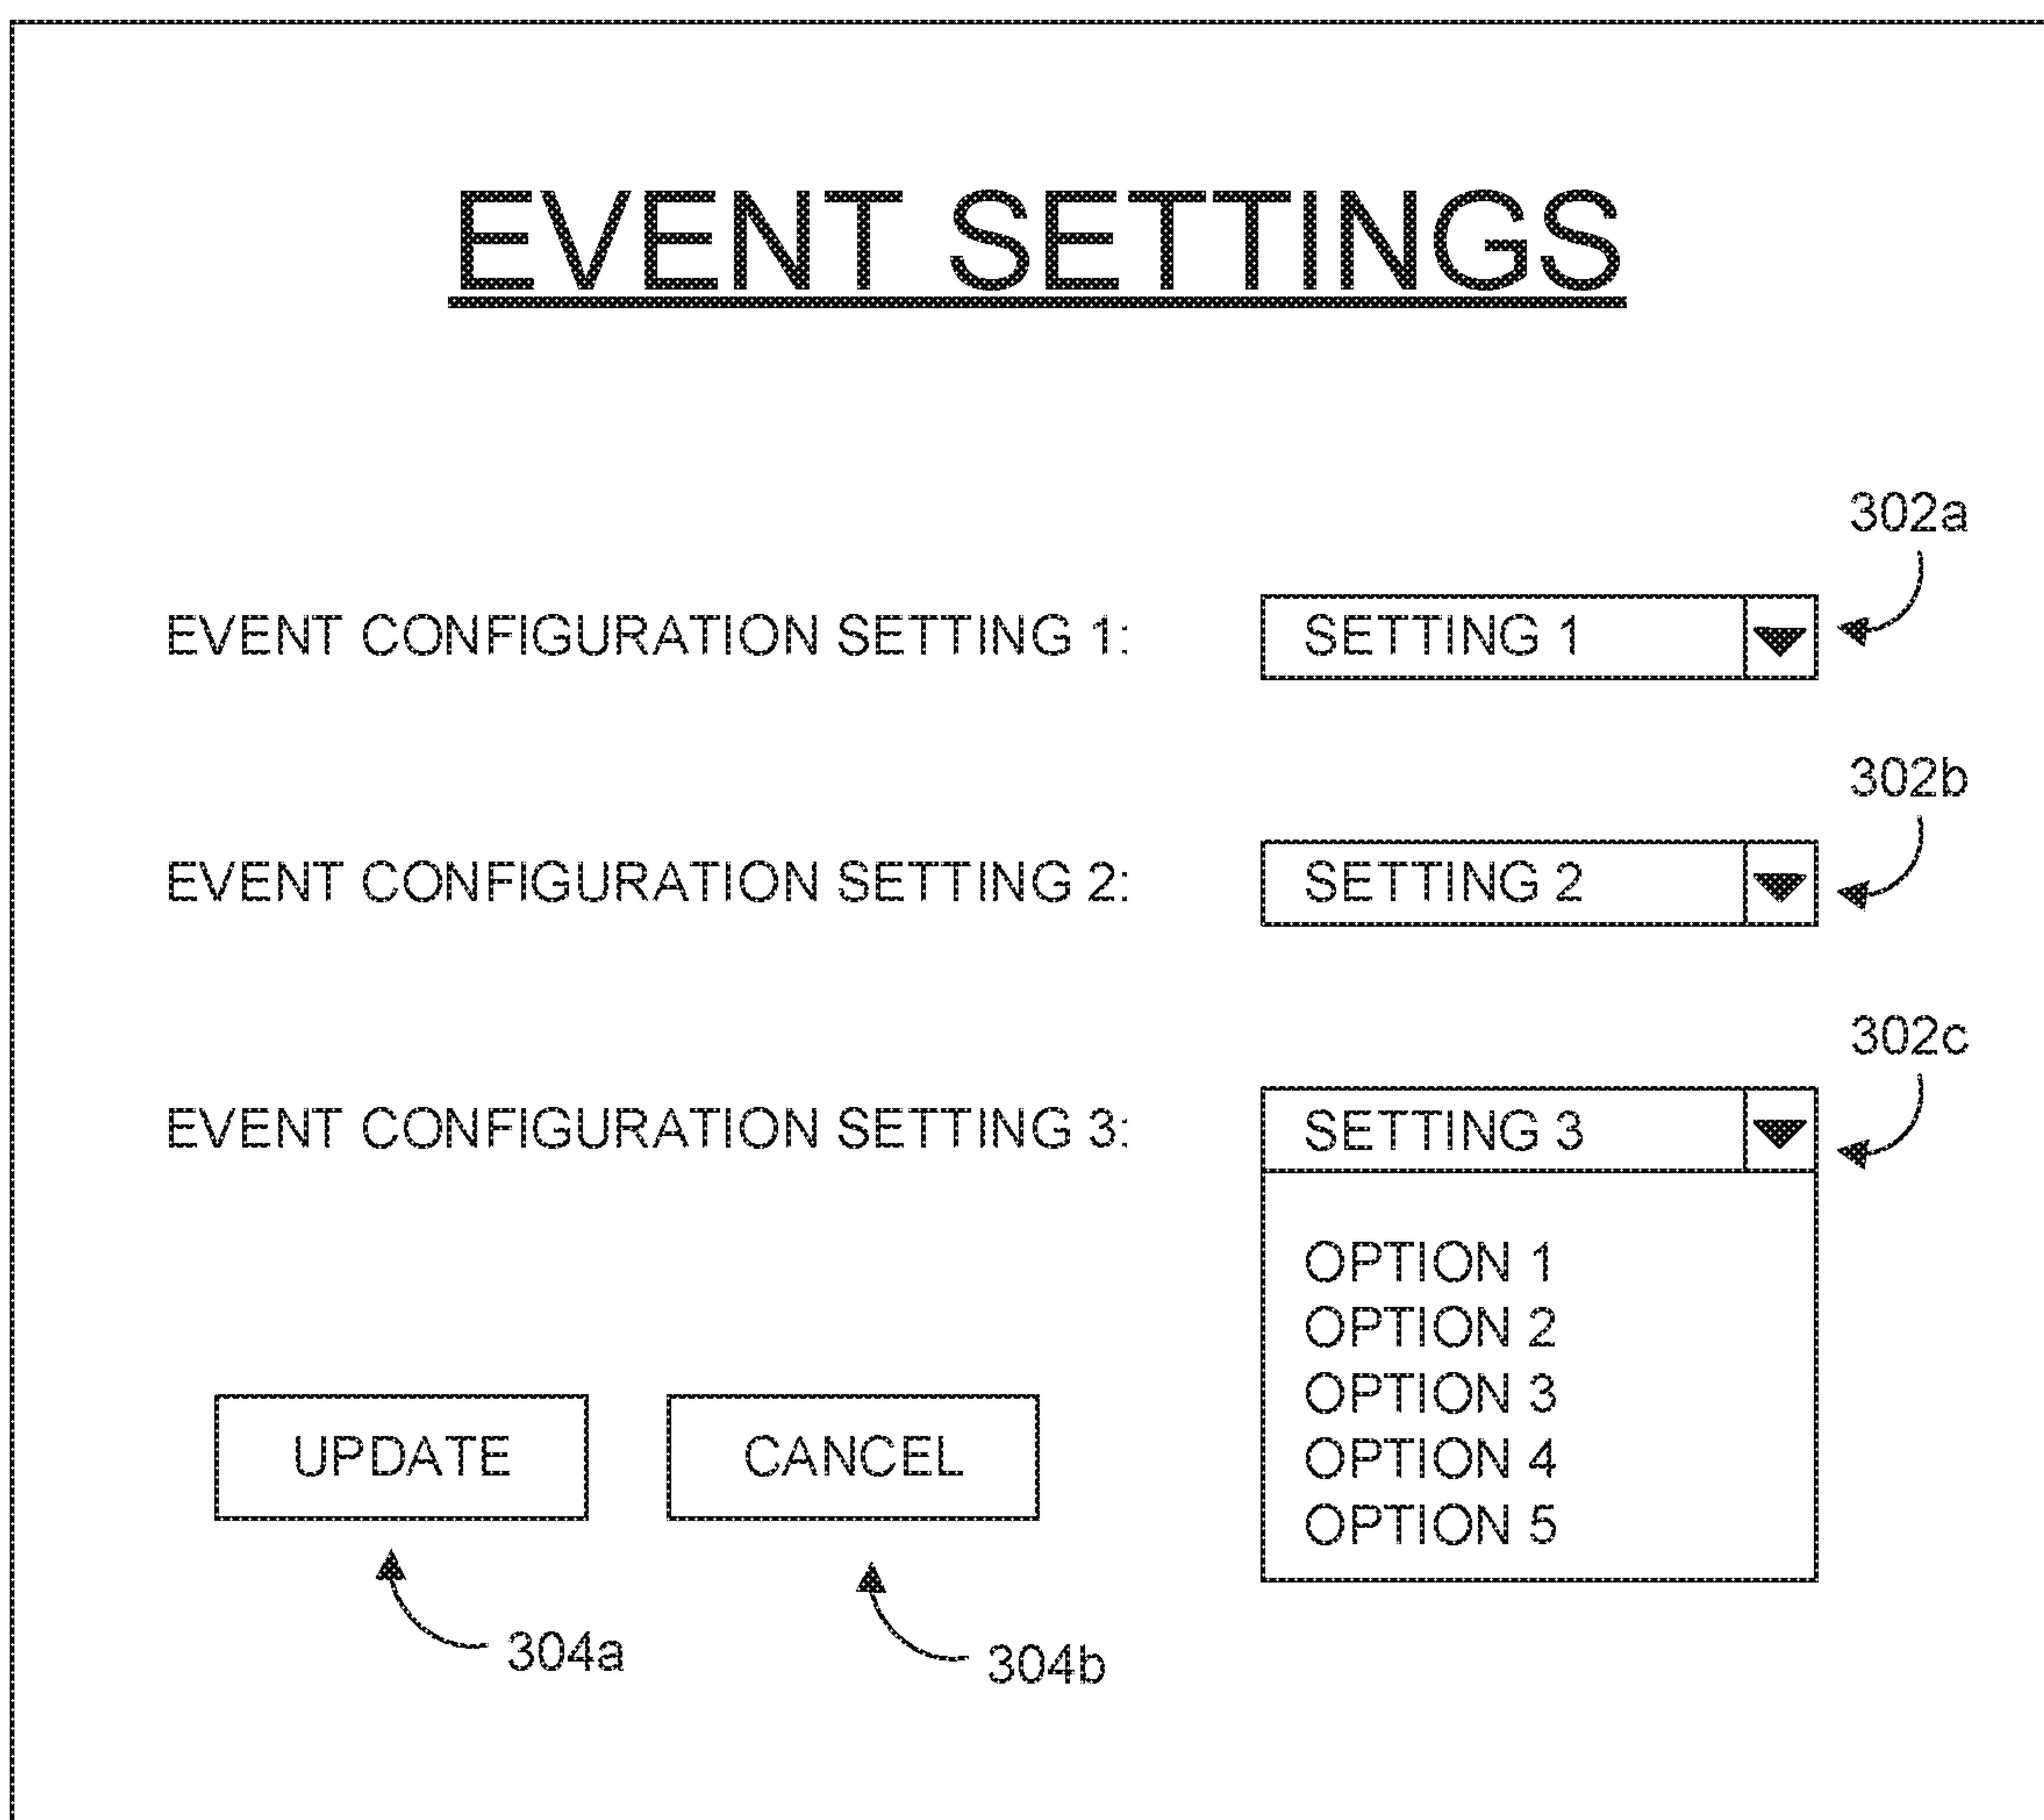 EVENT SETTINGS
302a
EVENT CONFIGURATION SETTING 1: SETTING 1
302b
EVENT CONFIGURATION SETTING 2: SETTING 2
302c
EVENT CONFIGURATION SETTING 3: SETTING 3
OPTION 1
OPTION 2
OPTION 3
OPTION 4
OPTION 5
UPDATE CANCEL
304a 304b